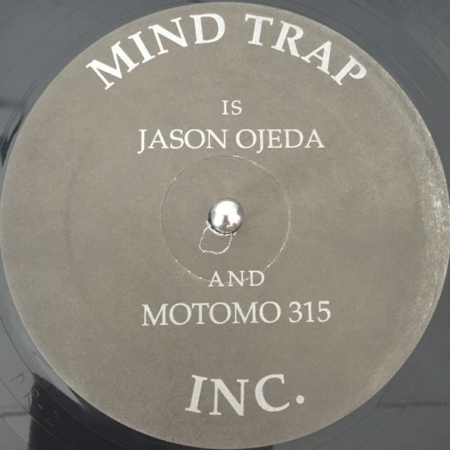 MIND TRAP
IS
JASON OJEDA
AND
MOTOMO 315
INC.